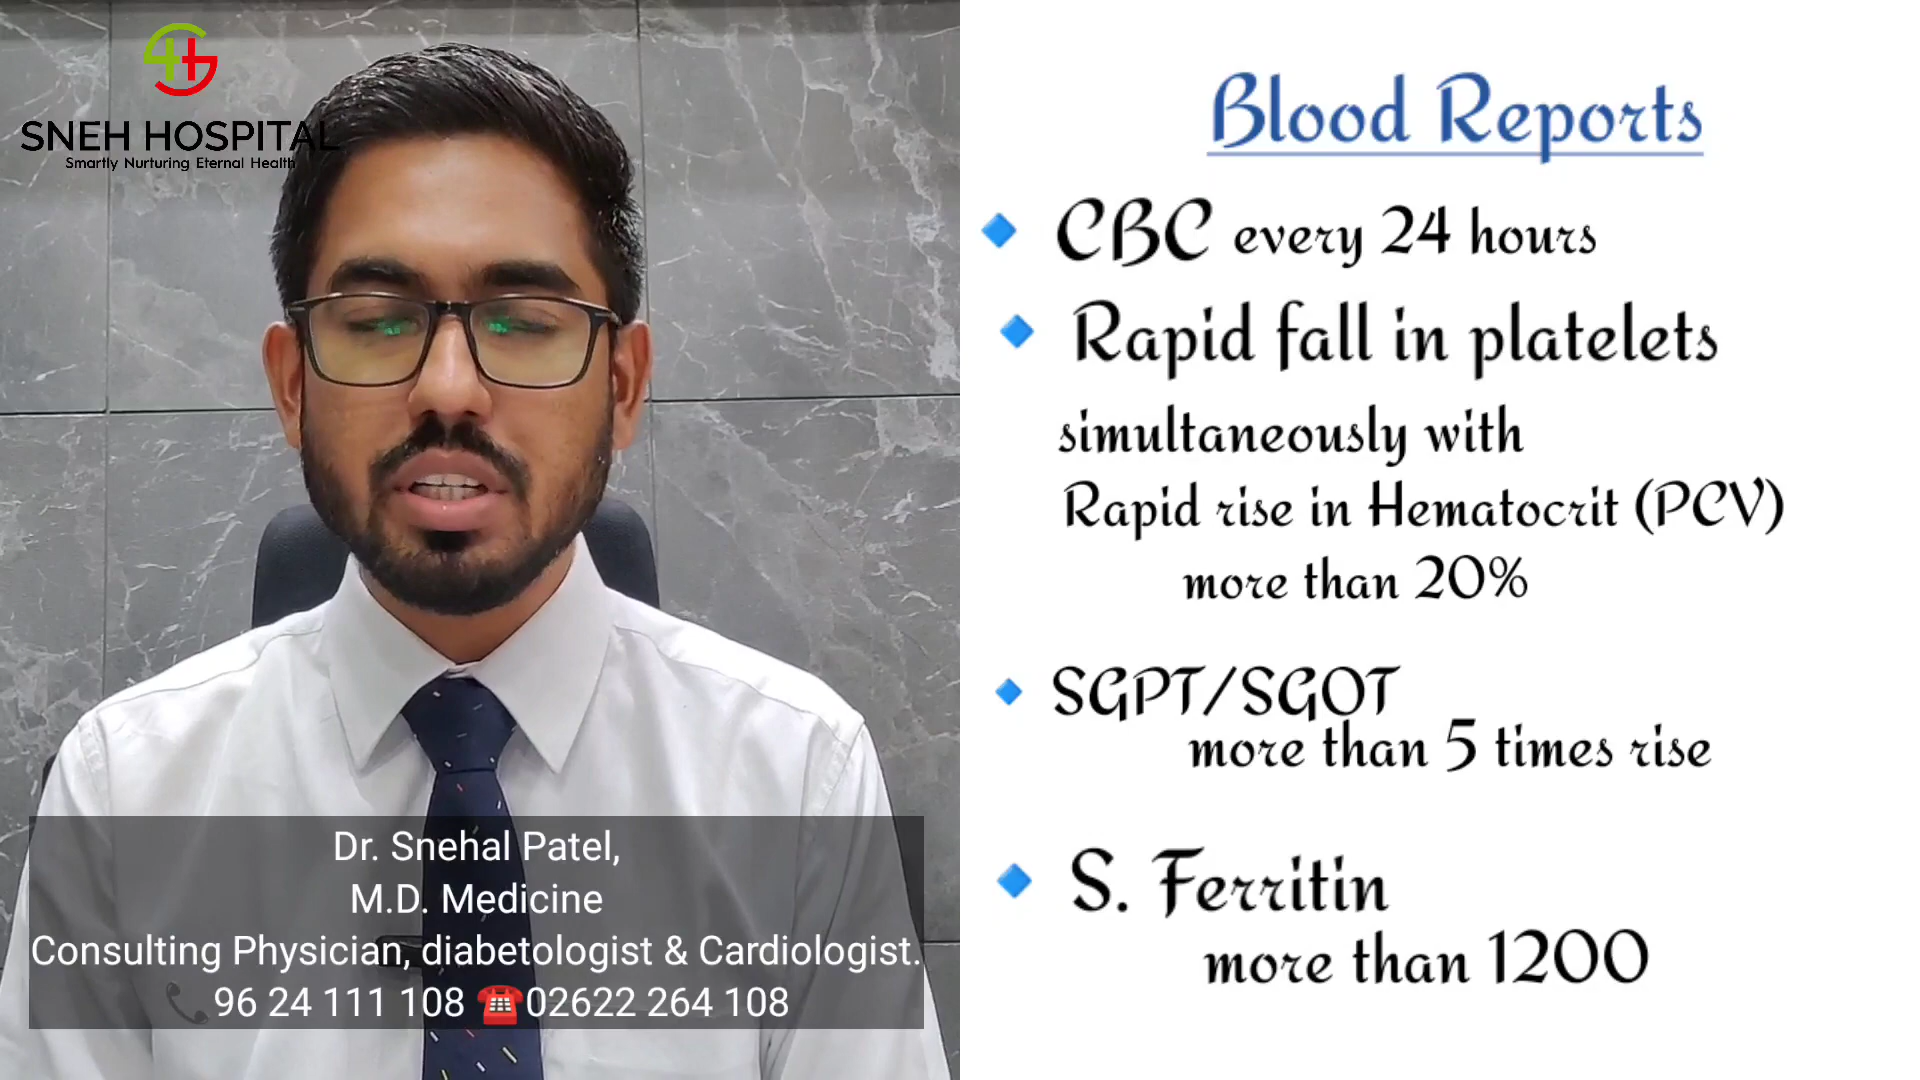 SNEH HOSPITAL
Smartly Nurturing Eternal Health
Dr. Snehal Patel,
M.D. Medicine
Consulting Physician, diabetologist & Cardiologist.
96 24 111 108 02622 264 108
Blood Reports
CBC every 24 hours
Rapid fall in platelets
simultaneously with
Rapid rise in Hematocrit (PCV)
more than 20%
SGPT/SGOT
more than 5 times rise
S. Ferritin
more than 1200